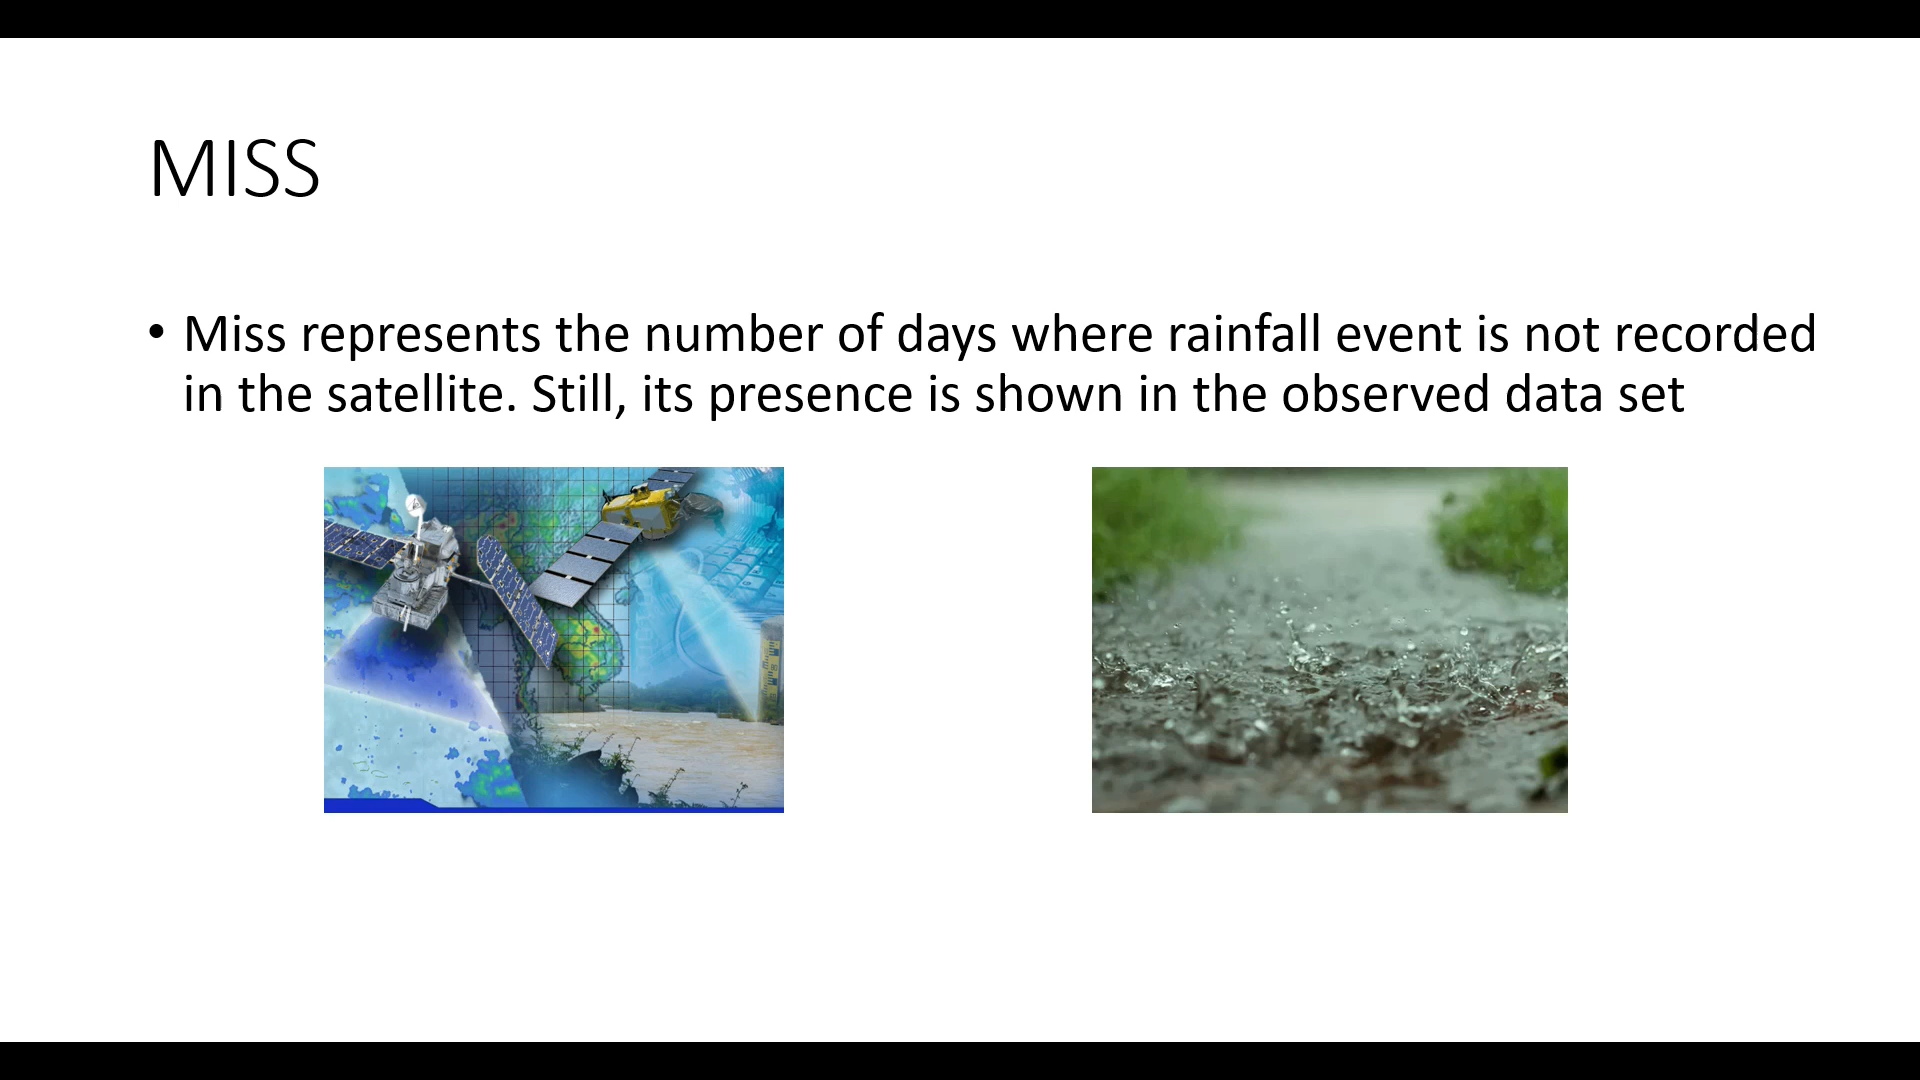 MISS
• Miss represents the number of days where rainfall event is not recorded
in the satellite. Still, its presence is shown in the observed data set